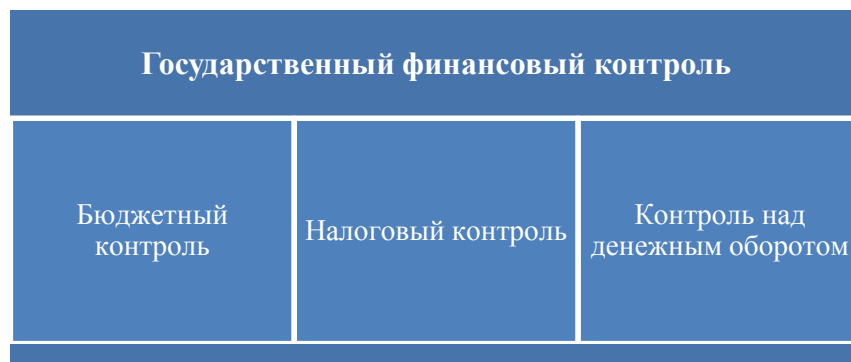 Государственный финансовый контроль
Бюджетный
контроль
Налоговый контроль
Контроль над
денежным оборотом